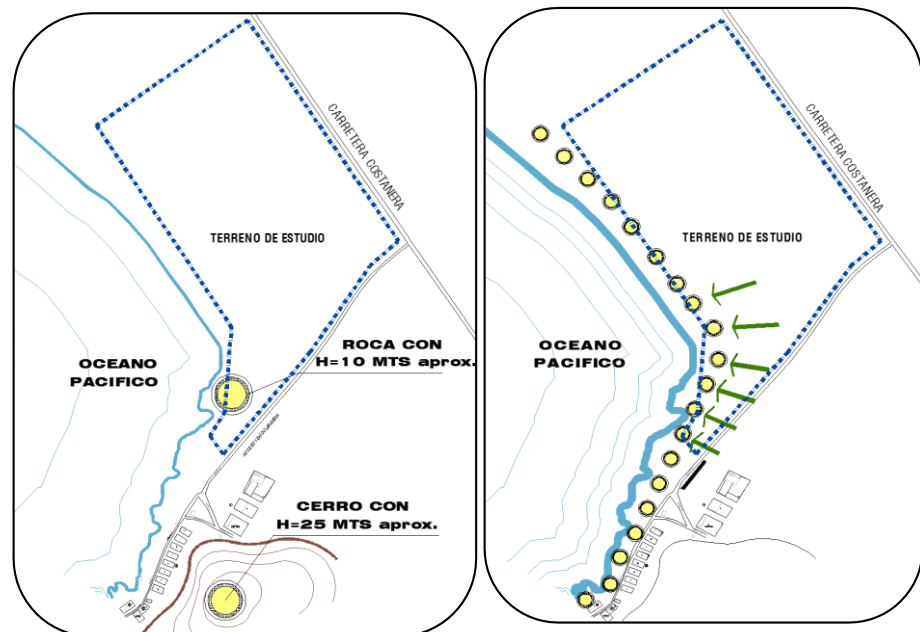 CARRETERA COSTANERA
TERRENO DE ESTUDIO
OCEANO
PACIFICO
ROCA CON
H=10 MTS aprox.
CERRO CON
H=25 MTS aprox.
CARRETERA COSTANERA
TERRENO DE ESTUDIO
OCEANO
PACIFICO